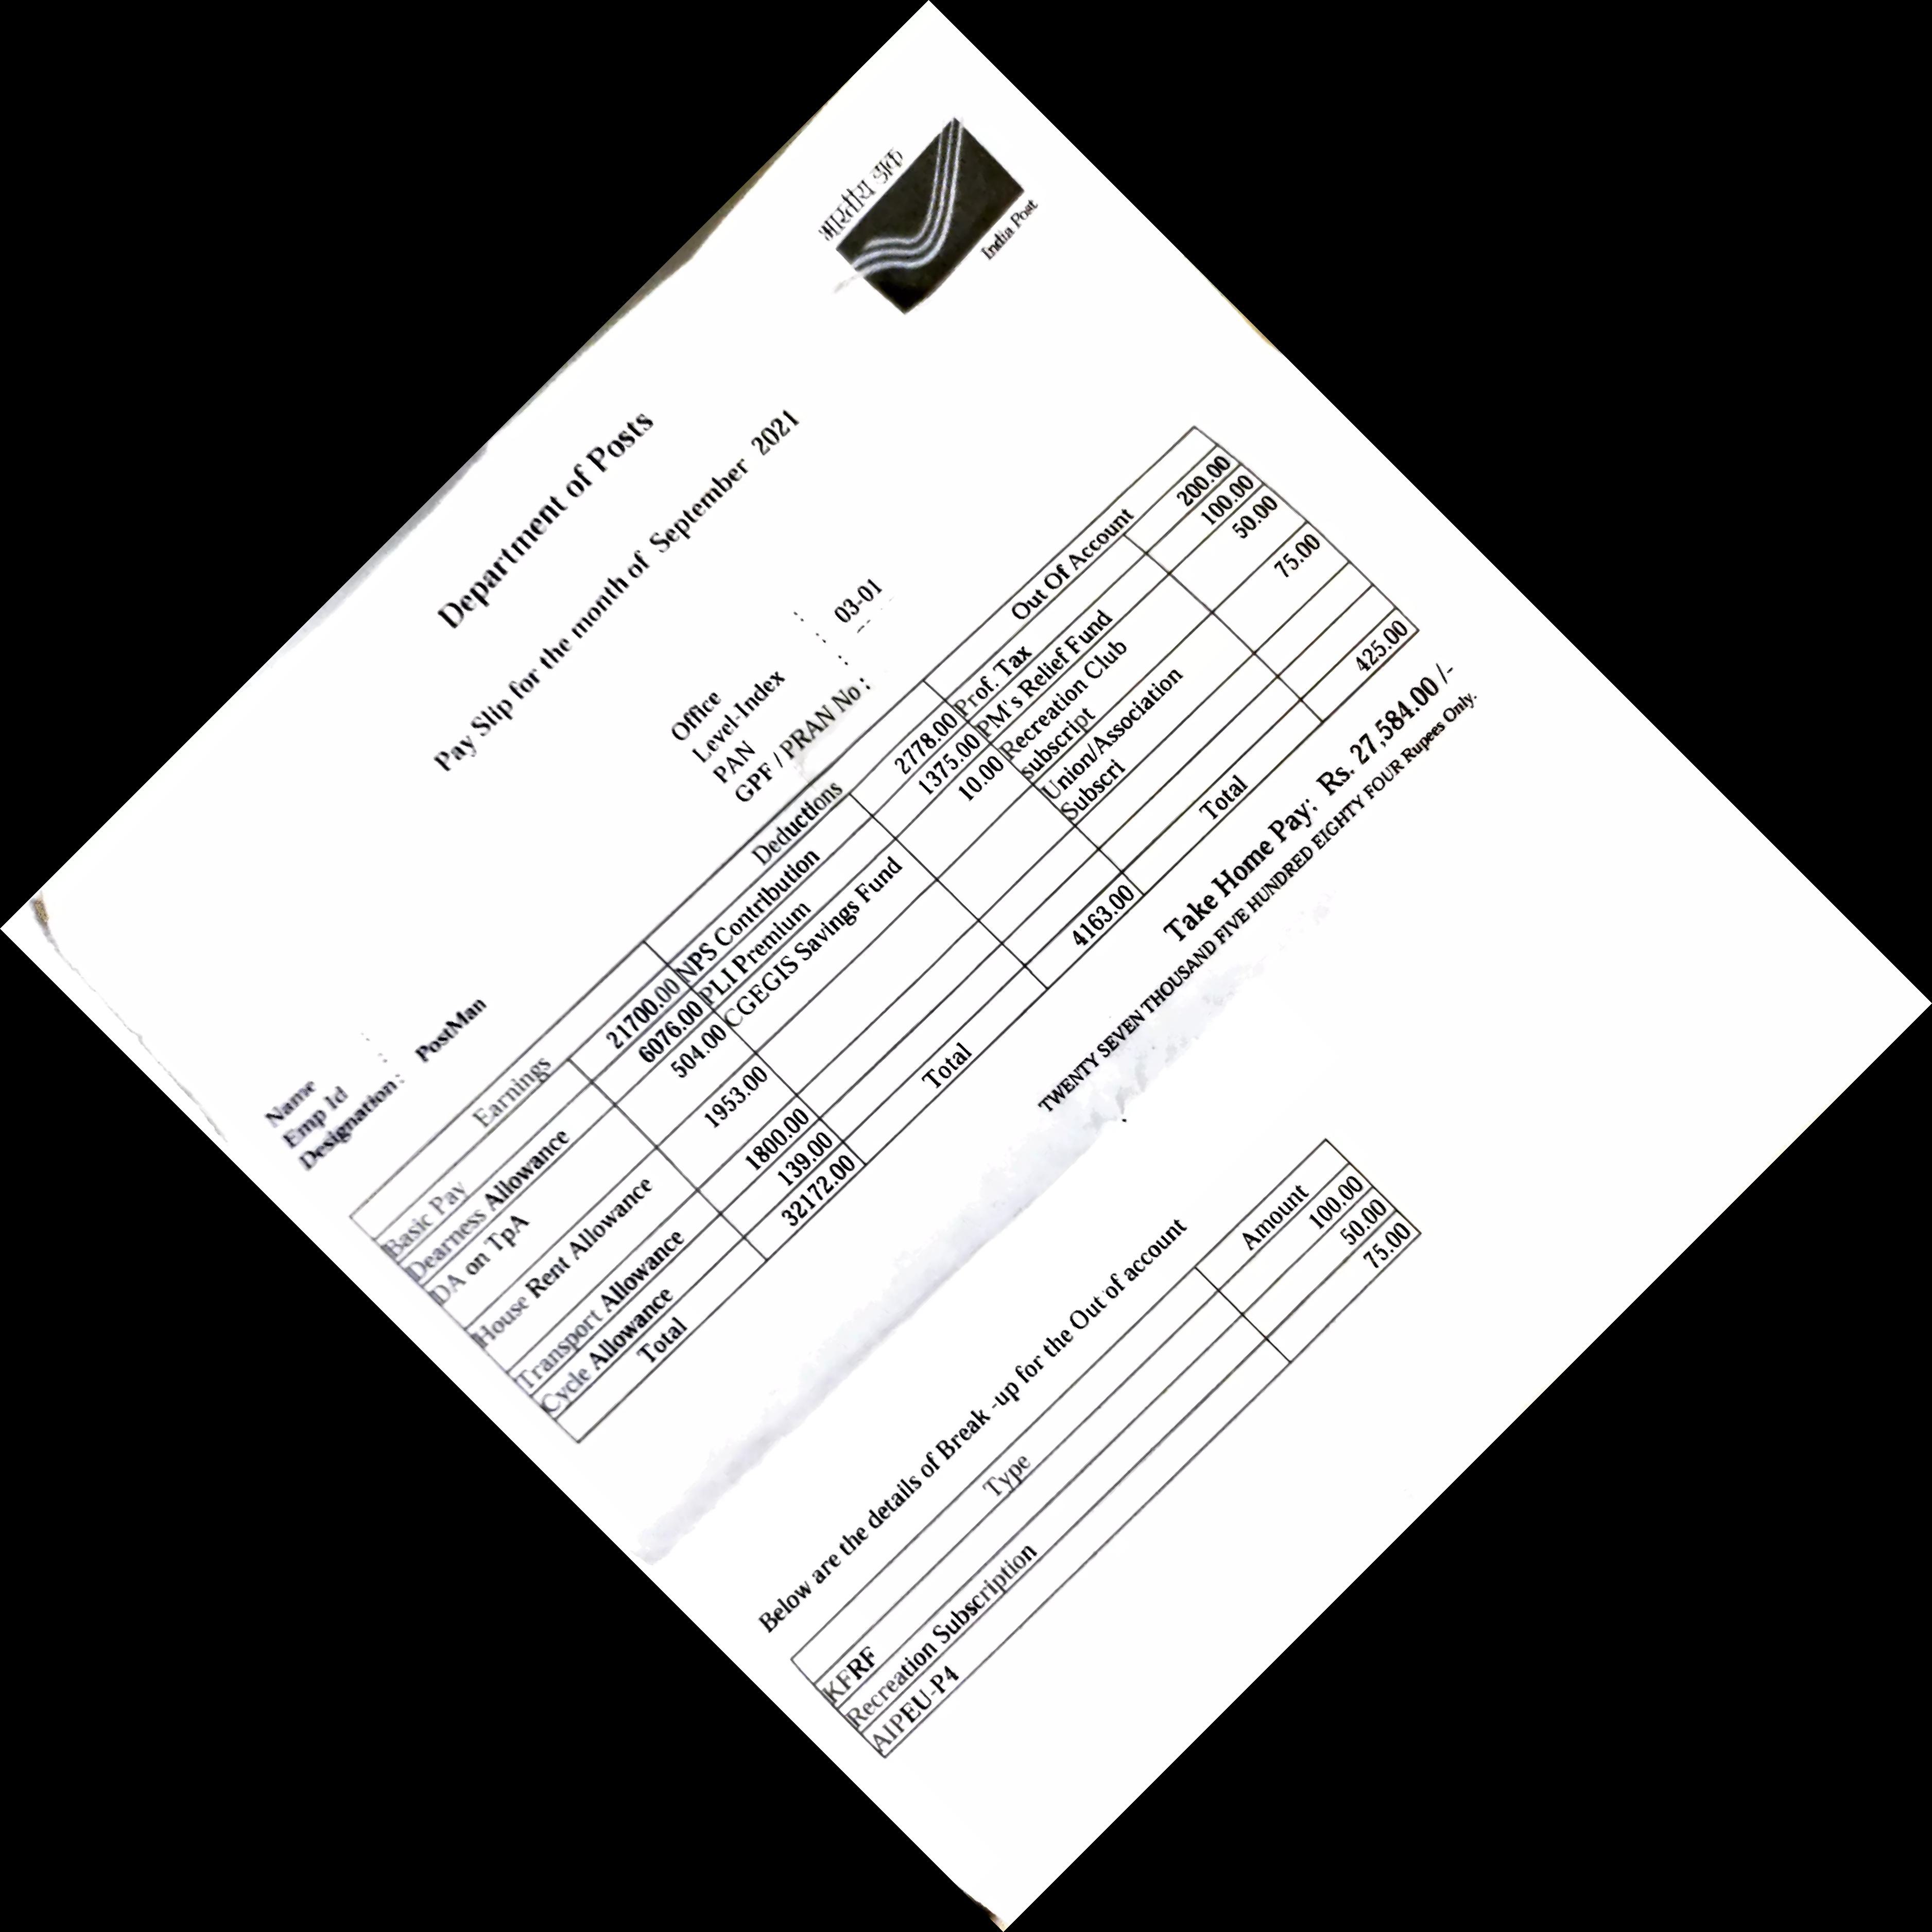 भारतीय डाक
India Post
Department of Posts
Pay Slip for the month of September 2021
Name :
Emp Id :
Designation : PostMan
Office :
Level-Index : 03-01
PAN :
GPF / PRAN No :
Earnings Deductions Out Of Account
Basic Pay 21700.00 NPS Contribution 2778.00 Prof. Tax 200.00
Dearness Allowance 6076.00 PLI Premium 1375.00 PM's Relief Fund 100.00
DA on TpA 504.00 CGEGIS Savings Fund 10.00 Recreation Club 50.00
subscript
House Rent Allowance 1953.00 Union/Association 75.00
Subscri
Transport Allowance 1800.00
Cycle Allowance 139.00
Total 32172.00 Total 4163.00 Total 425.00
Take Home Pay; Rs. 27,584.00 /-
TWENTY SEVEN THOUSAND FIVE HUNDRED EIGHTY FOUR Rupees Only.
Below are the details of Break -up for the Out of account
Type Amount
KFRF 100.00
Recreation Subscription 50.00
AIPEU-P4 75.00